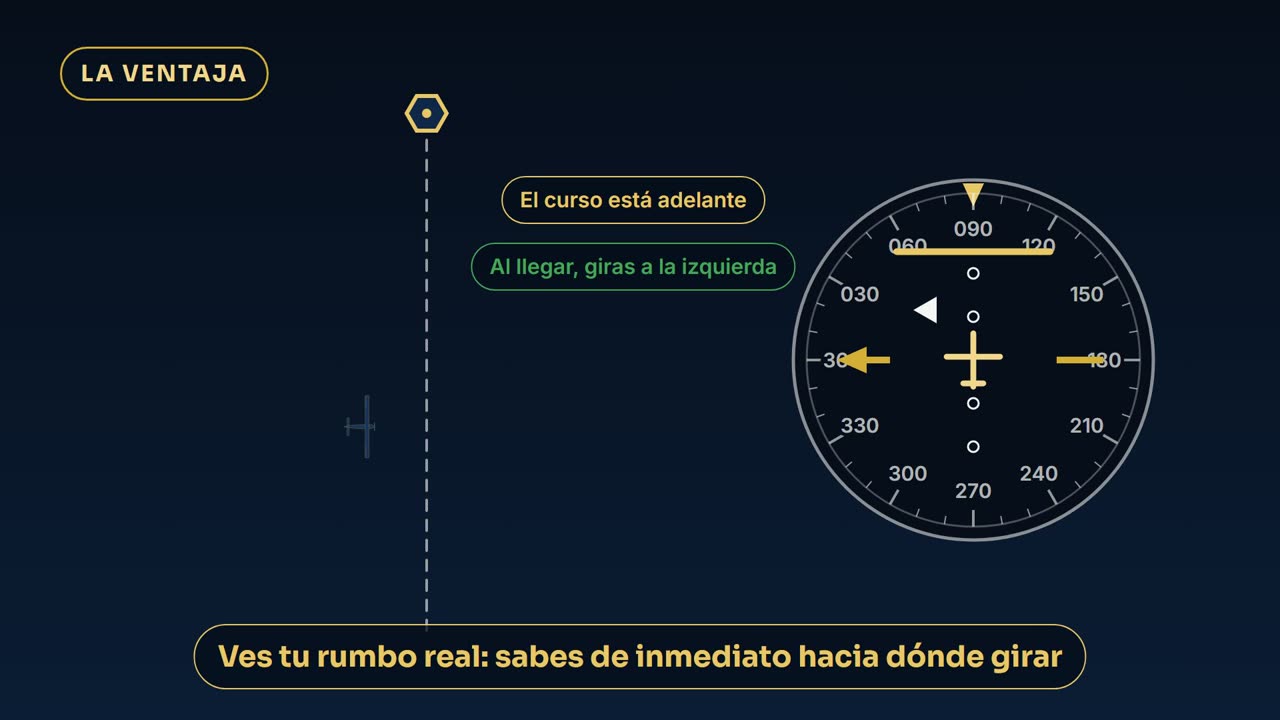 LA VENTAJA
El curso está adelante
Al llegar, giras a la izquierda
090
060
120
030
150
180
330
210
300
240
270
Ves tu rumbo real: sabes de inmediato hacia dónde girar